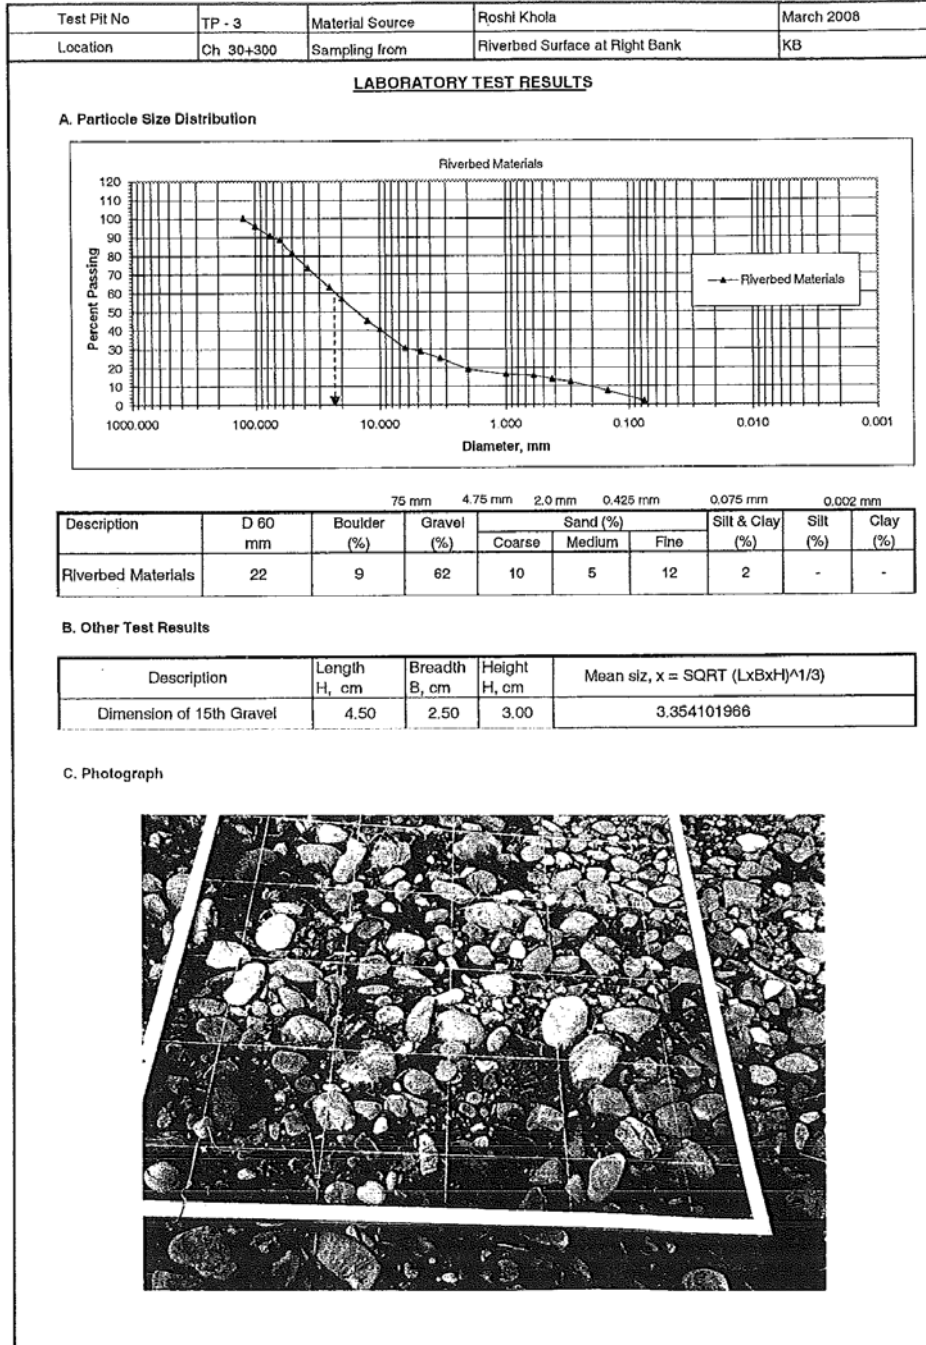 Test Pit No TP - 3 Material Source Roshi Khola March 2008
Location Ch 30+300 Sampling from Riverbed Surface at Right Bank KB
LABORATORY TEST RESULTS
A. Particcle Size Distribution
Riverbed Materials
120
110
100
90
80
70
60
50
40
30
20
10
0
Percent Passing
Riverbed Materials
1000.000 100.000 10.000 1.000 0.100 0.010 0.001
Diameter, mm
75 mm 4.75 mm 2.0 mm 0.425 mm 0.075 mm 0.002 mm
Description D 60 Boulder Gravel Sand (%) Silt & Clay Silt Clay
mm (%) (%) Coarse Medium Fine (%) (%) (%)
Riverbed Materials 22 9 62 10 5 12 2 - -
B. Other Test Results
Description Length Breadth Height Mean siz, x = SQRT (LxBxH)^1/3)
H, cm B, cm H, cm
Dimension of 15th Gravel 4.50 2.50 3.00 3.354101966
C. Photograph